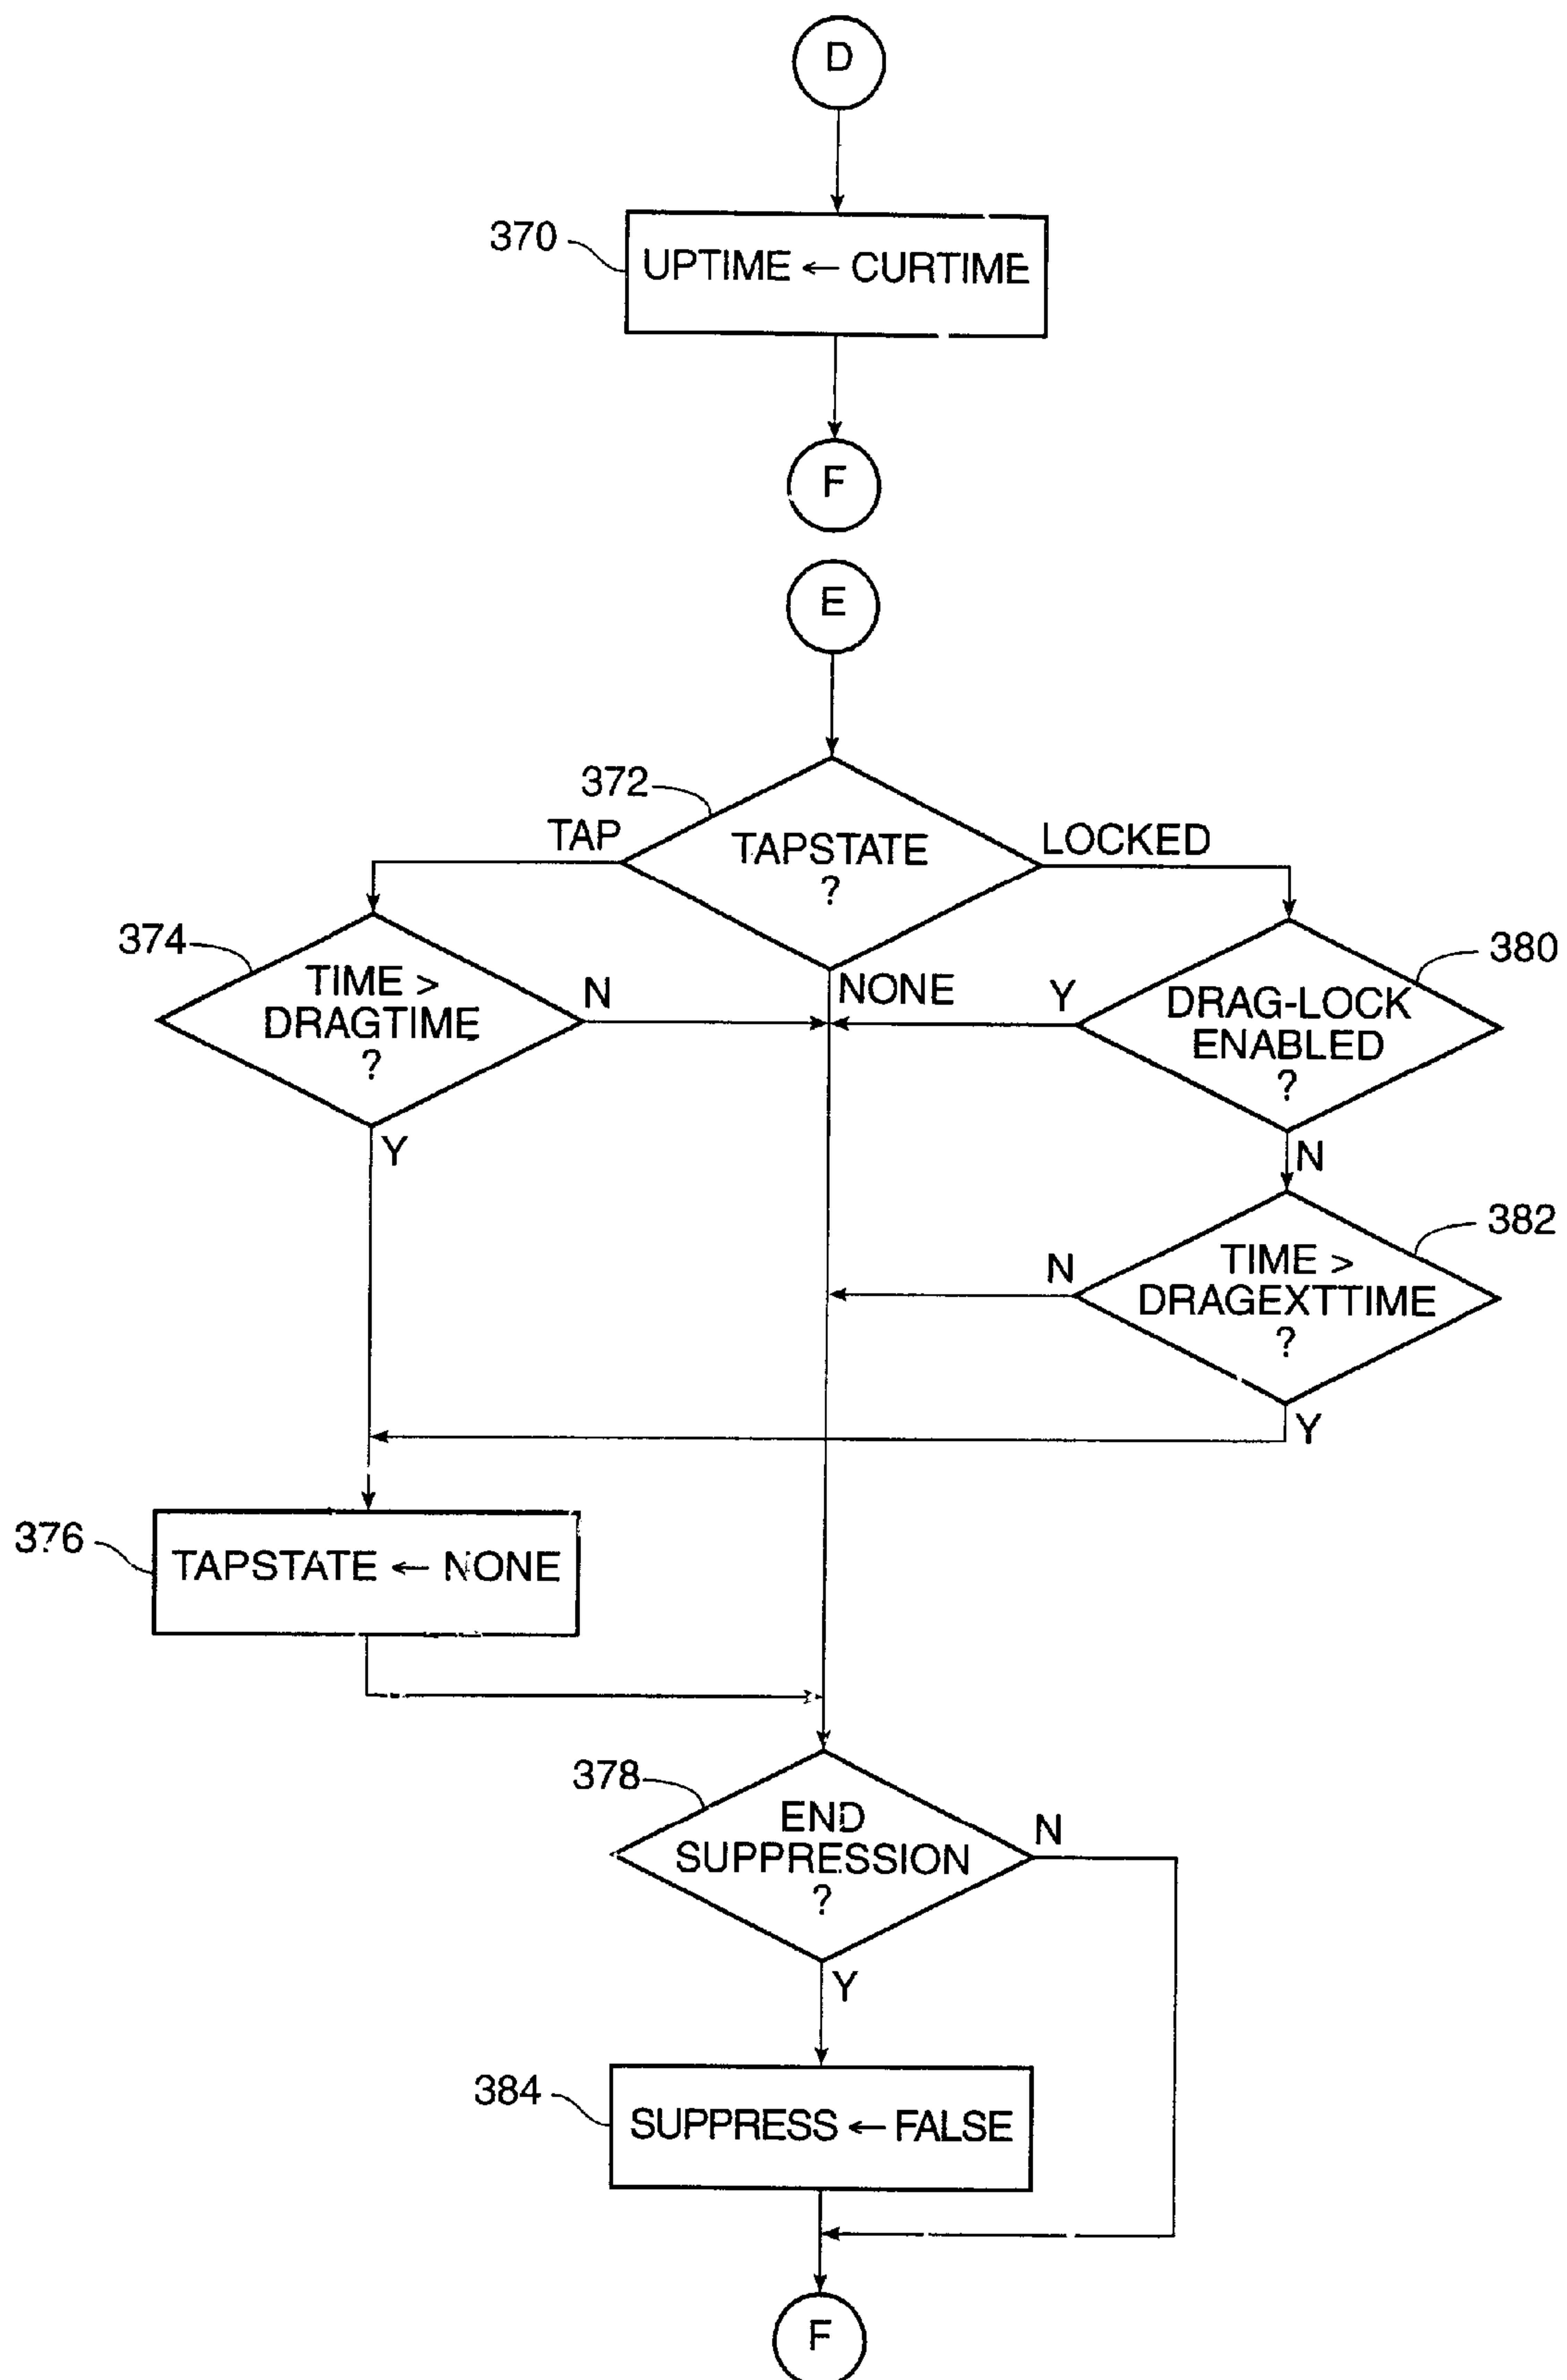 D
370
UPTIME ← CURTIME
F
E
372
TAP
TAPSTATE
?
LOCKED
374
TIME >
DRAGTIME
?
N
NONE
Y
380
DRAG-LOCK
ENABLED
?
Y
N
382
TIME >
DRAGEXTTIME
?
N
Y
376
TAPSTATE ← NONE
378
END
SUPPRESSION
?
N
Y
384
SUPPRESS ← FALSE
F